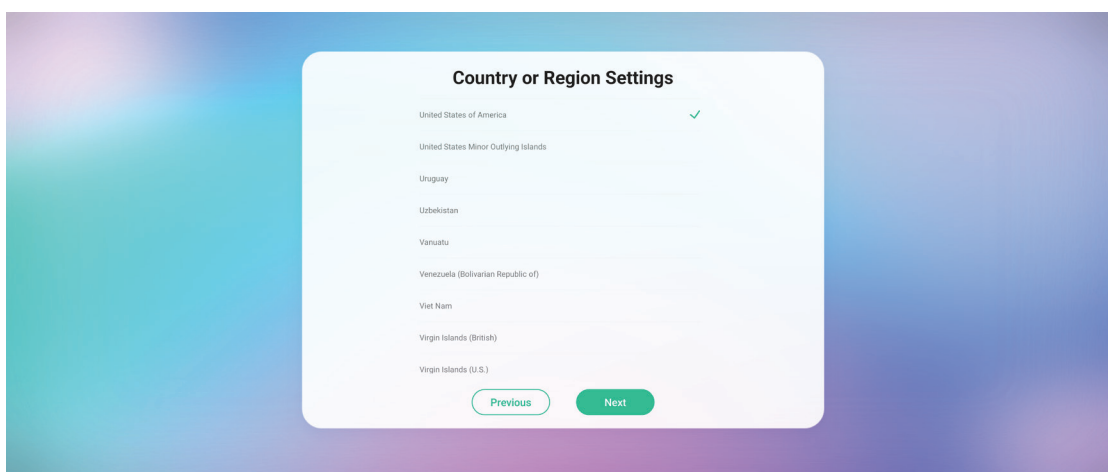 Country or Region Settings
United States of America
United States Minor Outlying Islands
Uruguay
Uzbekistan
Vanuatu
Venezuela (Bolivarian Republic of)
Viet Nam
Virgin Islands (British)
Virgin Islands (U.S.)
Previous Next